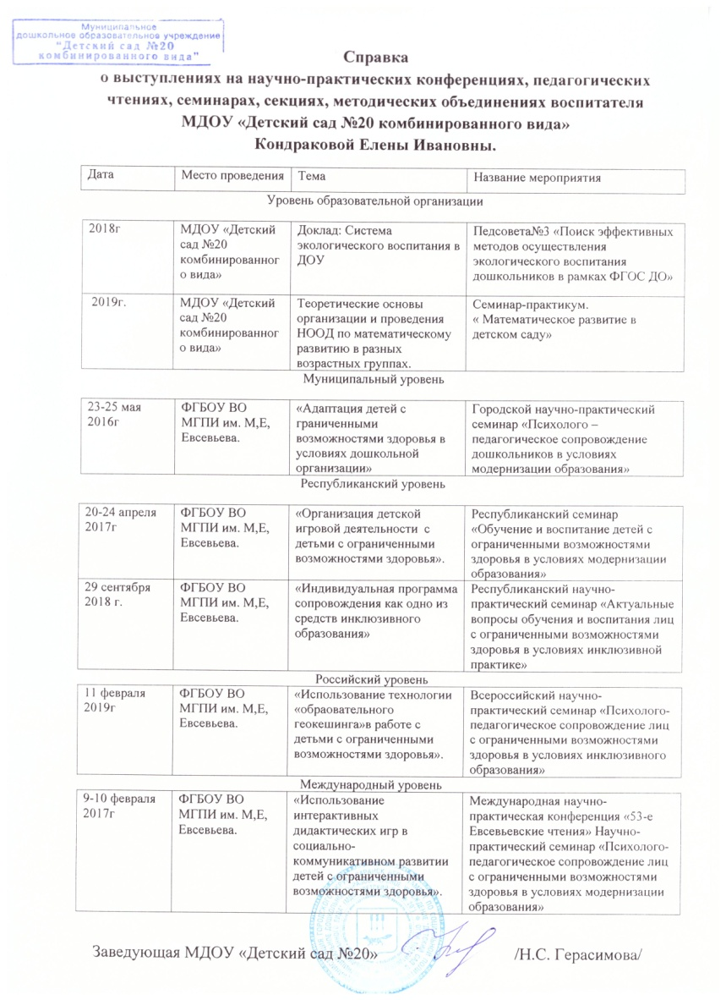 Муниципальное
дошкольное образовательное учреждение
"Детский сад №20
комбинированного вида"
Справка
о выступлениях на научно-практических конференциях, педагогических
чтениях, семинарах, секциях, методических объединениях воспитателя
МДОУ «Детский сад №20 комбинированного вида»
Кондраковой Елены Ивановны.
Дата Место проведения Тема Название мероприятия
Уровень образовательной организации
2018г МДОУ «Детский Доклад: Система Педсовета№3 «Поиск эффективных
сад №20 экологического воспитания в методов осуществления
комбинированног ДОУ экологического воспитания
о вида» дошкольников в рамках ФГОС ДО»
2019г. МДОУ «Детский Теоретические основы Семинар-практикум.
сад №20 организации и проведения « Математическое развитие в
комбинированног НООД по математическому детском саду»
о вида» развитию в разных
возрастных группах.
Муниципальный уровень
23-25 мая ФГБОУ ВО «Адаптация детей с Городской научно-практический
2016г МГПИ им. М,Е, граниченными семинар «Психолого –
Евсевьева. возможностями здоровья в педагогическое сопровождение
условиях дошкольной дошкольников в условиях
организации» модернизации образования»
Республиканский уровень
20-24 апреля ФГБОУ ВО «Организация детской Республиканский семинар
2017г МГПИ им. М,Е, игровой деятельности с «Обучение и воспитание детей с
Евсевьева. детьми с ограниченными ограниченными возможностями
возможностями здоровья». здоровья в условиях модернизации
образования»
29 сентября ФГБОУ ВО «Индивидуальная программа Республиканский научно-
2018 г. МГПИ им. М,Е, сопровождения как одно из практический семинар «Актуальные
Евсевьева. средств инклюзивного вопросы обучения и воспитания лиц
образования» с ограниченными возможностями
здоровья в условиях инклюзивной
практике»
Российский уровень
11 февраля ФГБОУ ВО «Использование технологии Всероссийский научно-
2019г МГПИ им. М,Е, «обраовательного практический семинар «Психолого-
Евсевьева. геокешинга»в работе с педагогическое сопровождение лиц
детьми с ограниченными с ограниченными возможностями
возможностями здоровья». здоровья в условиях инклюзивного
образования»
Международный уровень
9-10 февраля ФГБОУ ВО «Использование Международная научно-
2017г МГПИ им. М,Е, интерактивных практическая конференция «53-е
Евсевьева. дидактических игр в Евсевьевские чтения» Научно-
социально- практический семинар «Психолого-
коммуникативном развитии педагогическое сопровождение лиц
детей с ограниченными с ограниченными возможностями
возможностями здоровья». здоровья в условиях модернизации
образования»
Заведующая МДОУ «Детский сад №20» /Н.С. Герасимова/